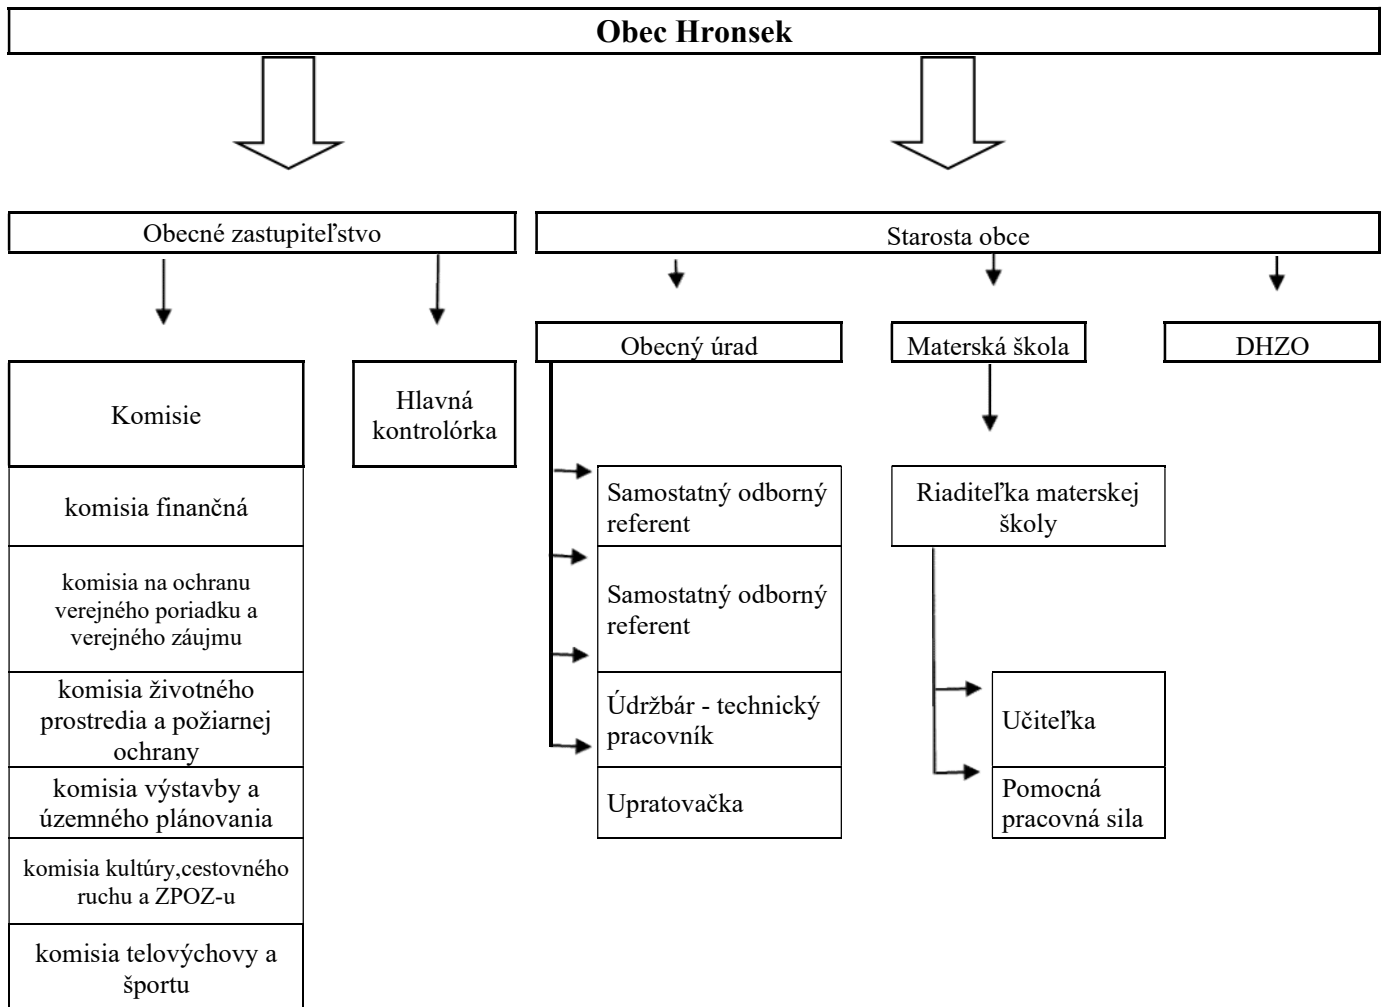 Obec Hronsek
Obecné zastupiteľstvo
Starosta obce
Obecný úrad
Materská škola
DHZO
Komisie
Hlavná
kontrolórka
komisia finančná
komisia na ochranu
verejného poriadku a
verejného záujmu
komisia životného
prostredia a požiarnej
ochrany
komisia výstavby a
územného plánovania
komisia kultúry,cestovného
ruchu a ZPOZ-u
komisia telovýchovy a
športu
Samostatný odborný
referent
Samostatný odborný
referent
Údržbár - technický
pracovník
Upratovačka
Riaditeľka materskej
školy
Učiteľka
Pomocná
pracovná sila